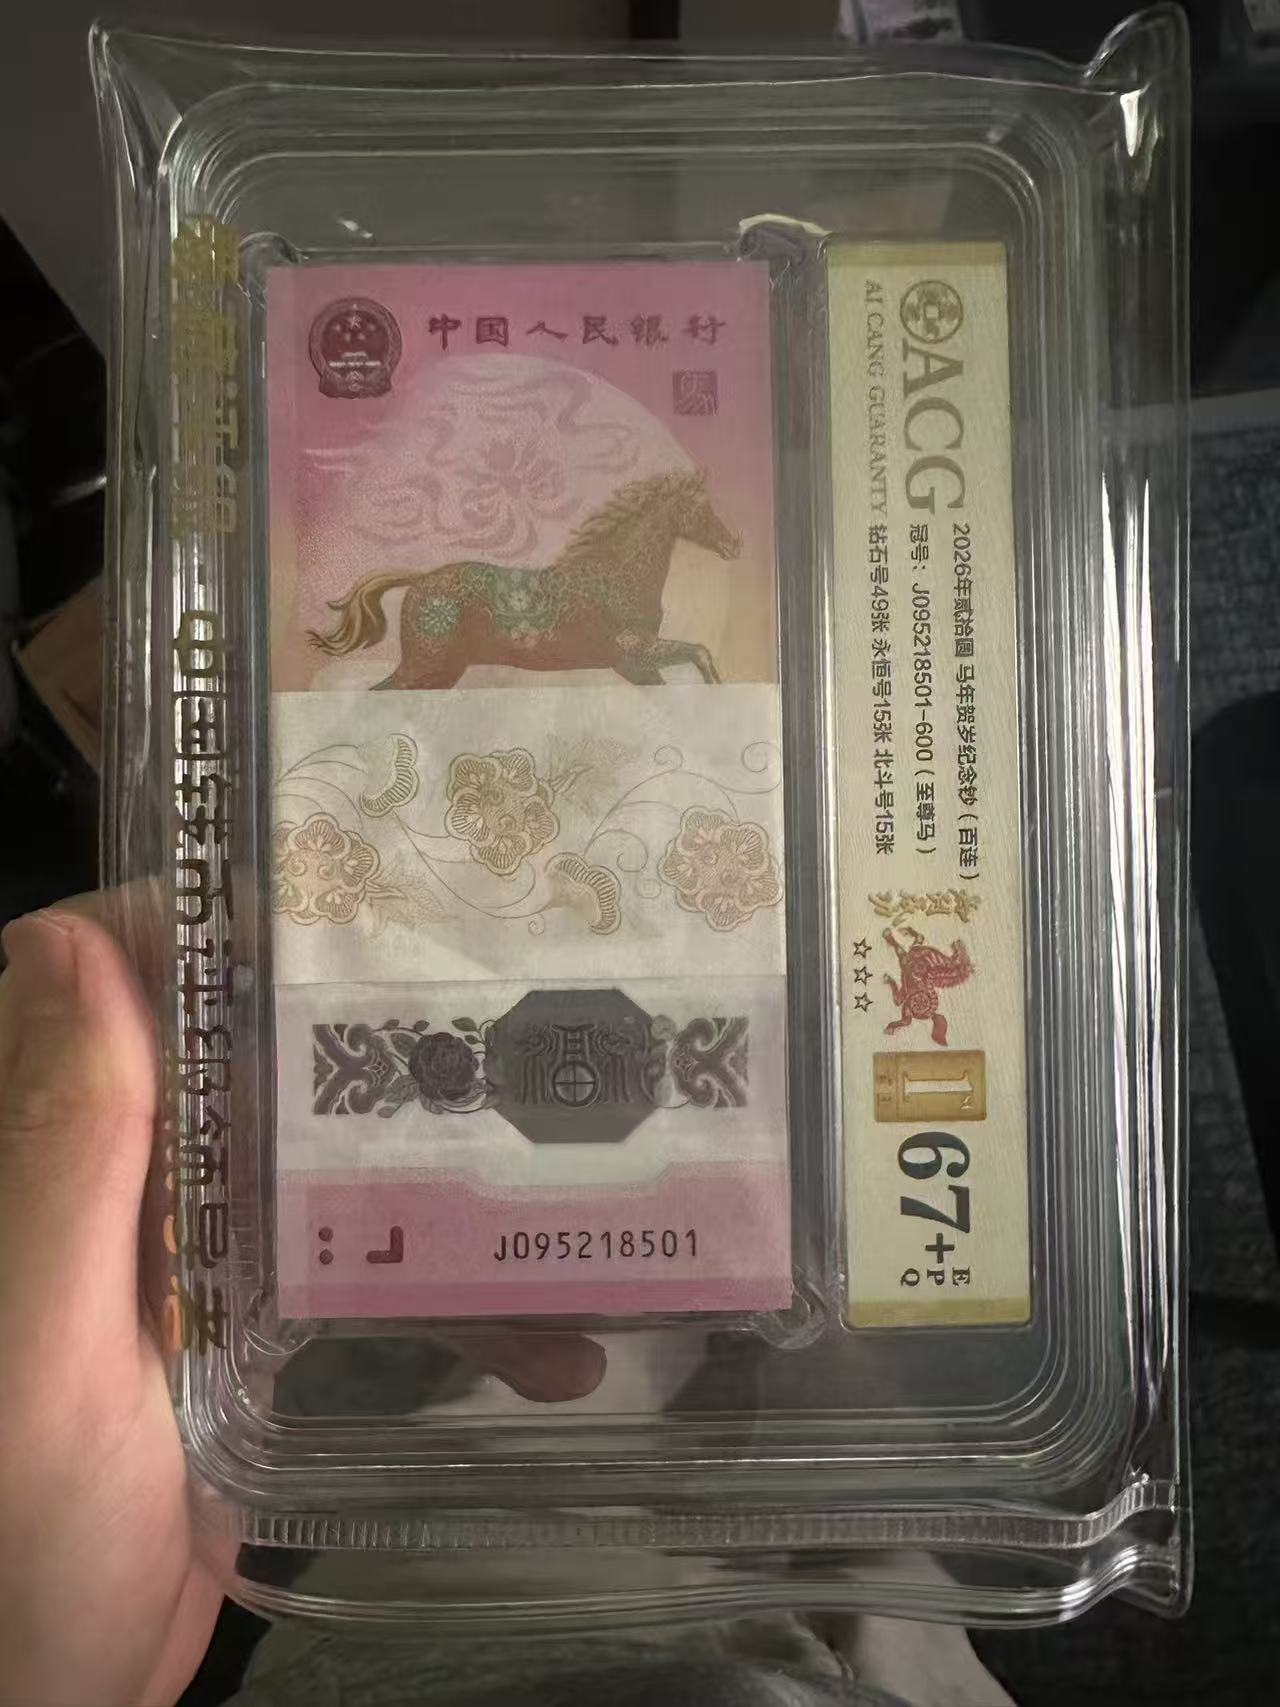 中国人民银行
J095218501
ACG
AI CANG GUARANTY
2026年贰拾圆 马年贺岁纪念钞(百连)
冠号:J095218501-600(至尊马)
钻石号49张 永恒号15张 北斗号15张
☆☆☆
1
67+
E
P
Q